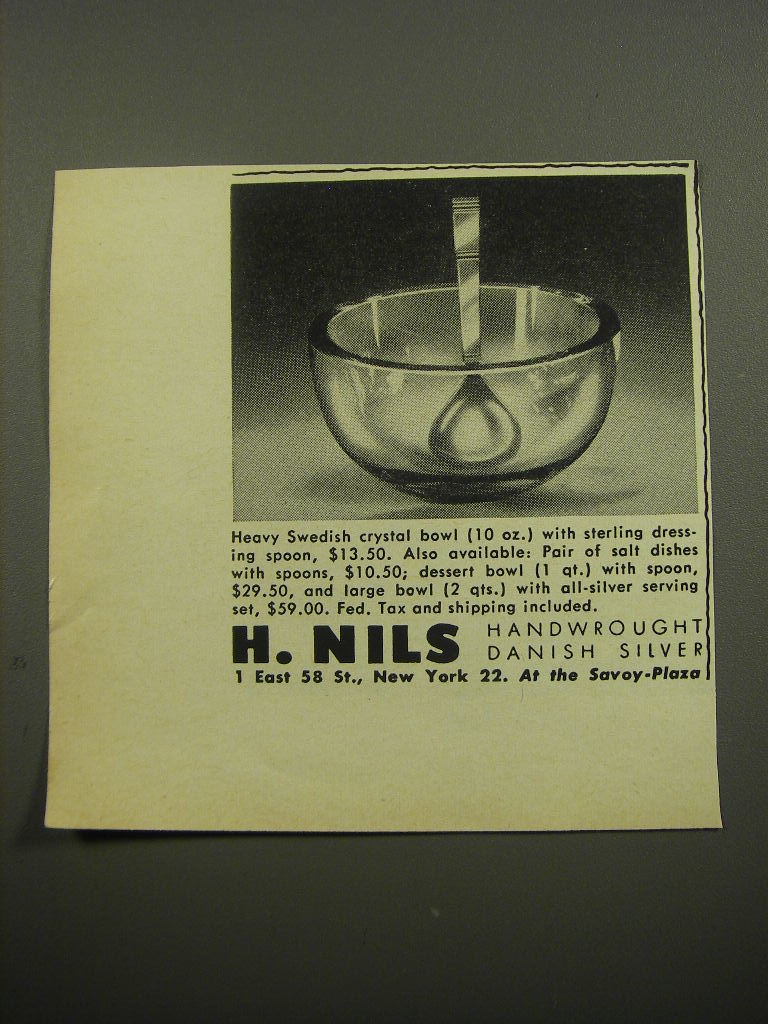 Heavy Swedish crystal bowl (10 oz.) with sterling dress-
ing spoon, $13.50. Also available: Pair of salt dishes
with spoons, $10.50; dessert bowl (1 qt.) with spoon,
$29.50, and large bowl (2 qts.) with all-silver serving
set, $59.00. Fed. Tax and shipping included.
H. NILS HANDWROUGHT
DANISH SILVER
1 East 58 St., New York 22. At the Savoy-Plaza